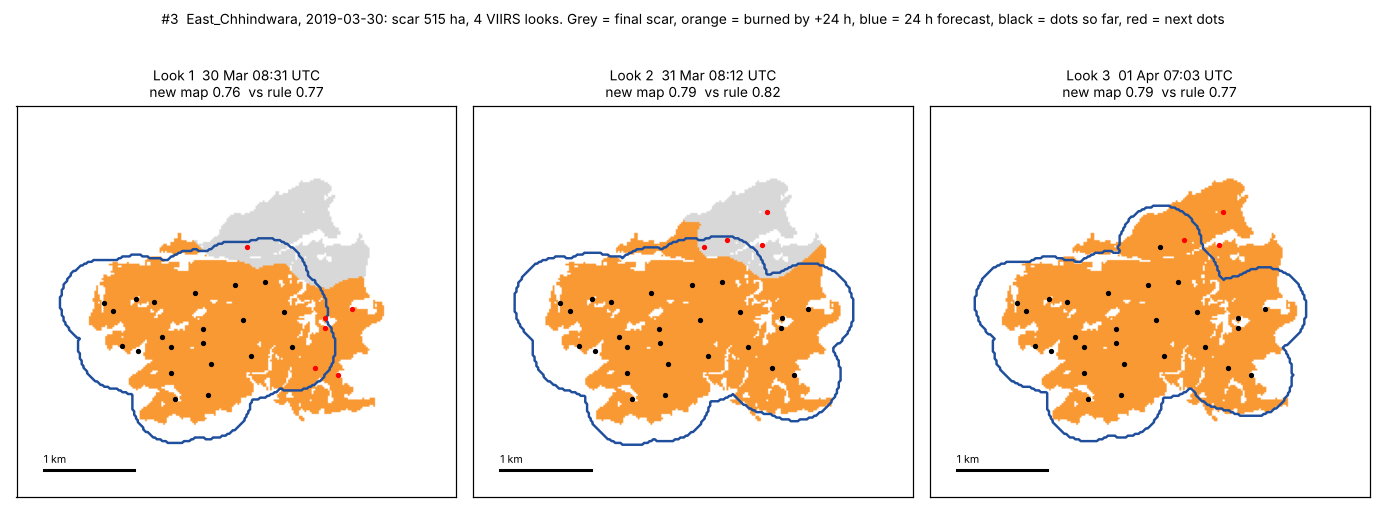 #3 East_Chhindwara, 2019-03-30: scar 515 ha, 4 VIIRS looks. Grey = final scar, orange = burned by +24 h, blue = 24 h forecast, black = dots so far, red = next dots
Look 1 30 Mar 08:31 UTC
new map 0.76 vs rule 0.77
Look 2 31 Mar 08:12 UTC
new map 0.79 vs rule 0.82
Look 3 01 Apr 07:03 UTC
new map 0.79 vs rule 0.77
1 km
1 km
1 km